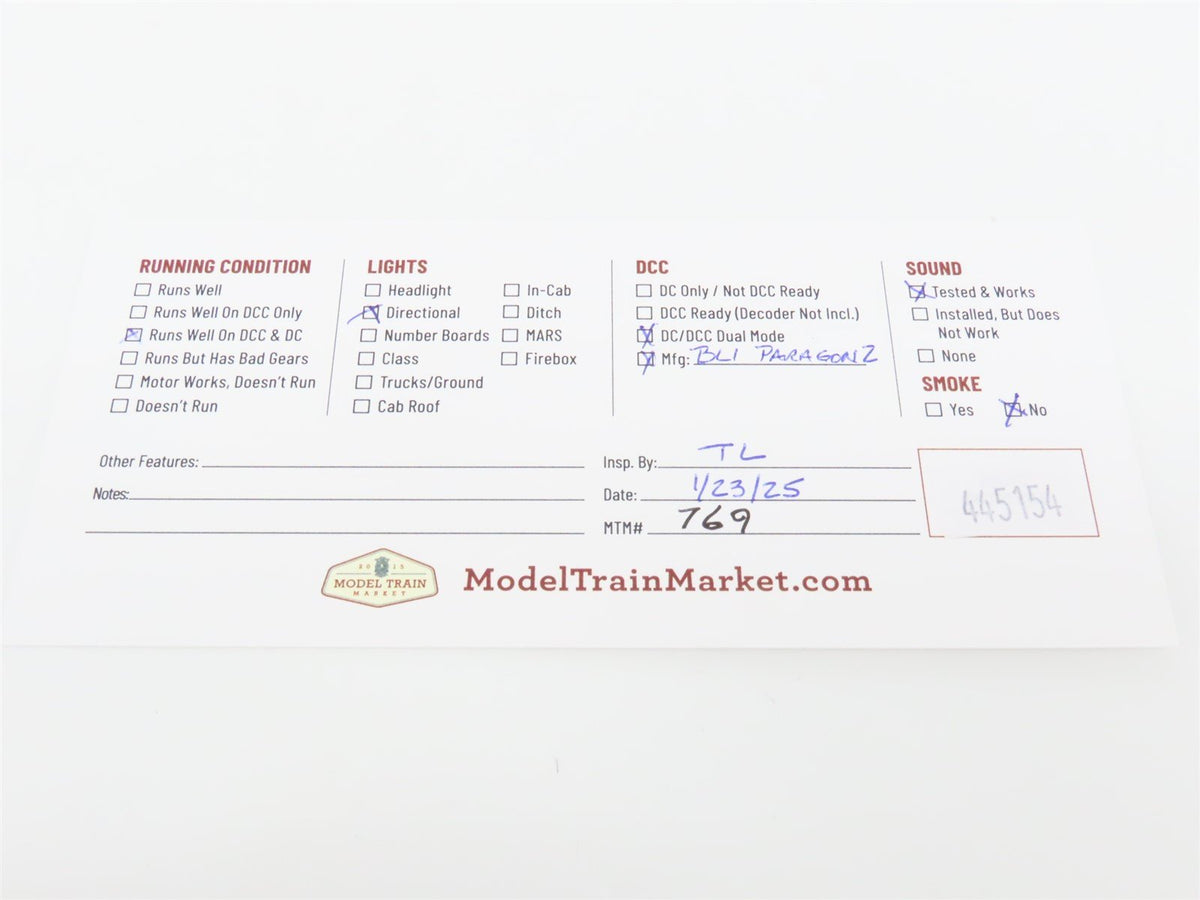 RUNNING CONDITION
Runs Well
Runs Well On DCC Only
Runs Well On DCC & DC
Runs But Has Bad Gears
Motor Works, Doesn't Run
Doesn't Run
LIGHTS
Headlight
Directional
Number Boards
Class
Trucks/Ground
Cab Roof
In-Cab
Ditch
MARS
Firebox
DCC
DC Only / Not DCC Ready
DCC Ready (Decoder Not Incl.)
DC/DCC Dual Mode
Mfg: BLI PARAGON2
SOUND
Tested & Works
Installed, But Does
Not Work
None
SMOKE
Yes No
Other Features:
Notes:
Insp. By: TL
Date: 1/23/25
MTM# 769
445154
2015
MODEL TRAIN
MARKET
ModelTrainMarket.com